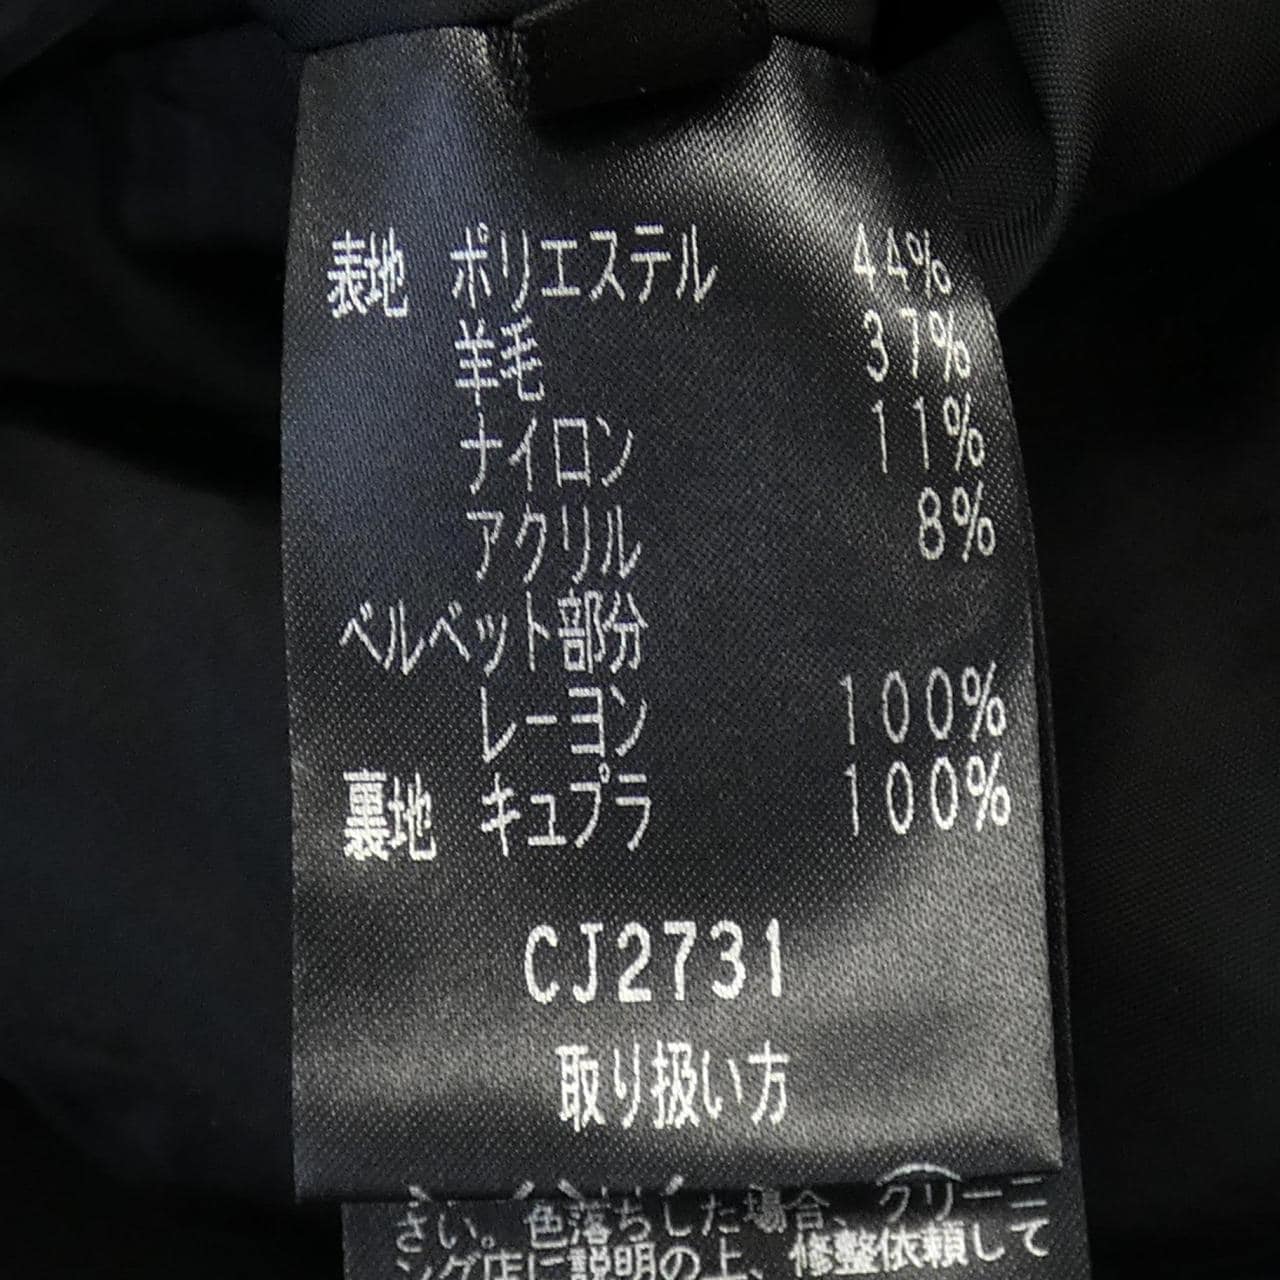 表地 ポリエステル 44%
羊毛 37%
ナイロン 11%
アクリル 8%
ベルベット部分
レーヨン 100%
裏地 キュプラ 100%
CJ2731
取り扱い方
さい。色落ちした場合、クリーニ
ング店に説明の上、修整依頼して